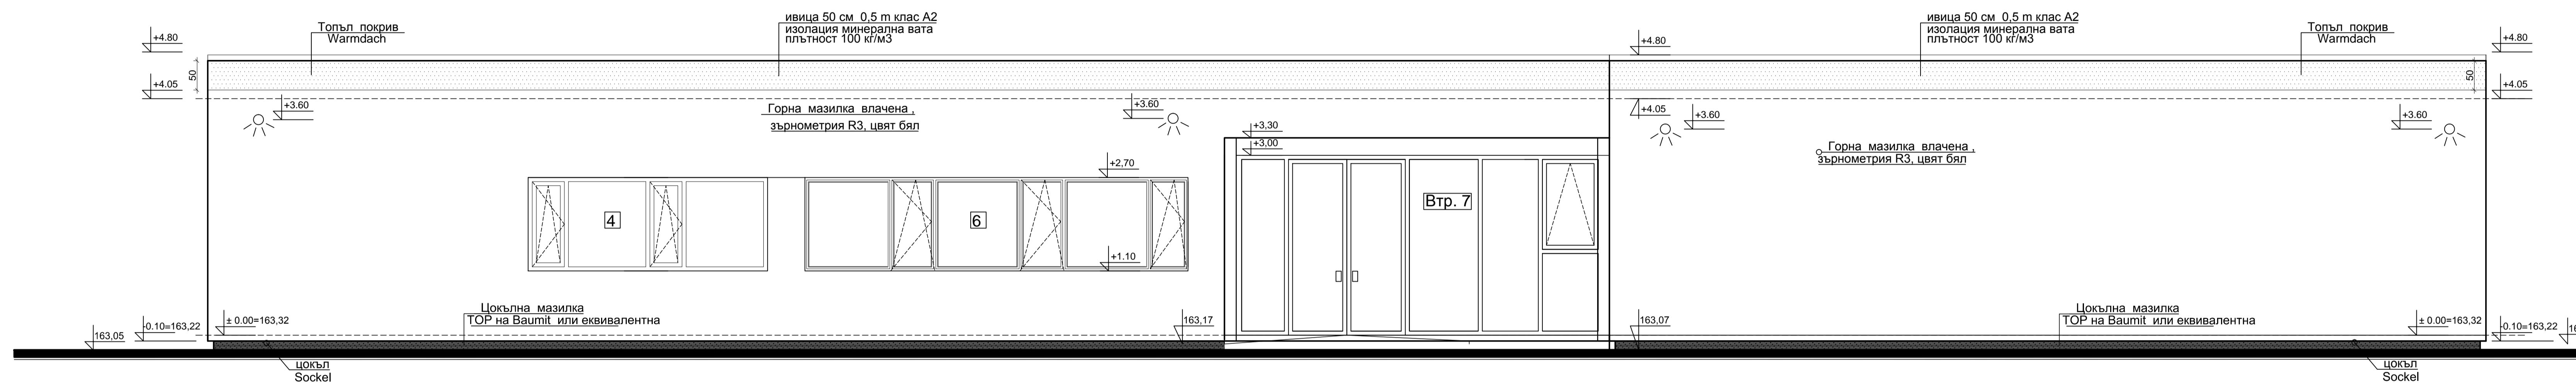 Топъл покрив
Warmdach
ивица 50 см 0,5 m клас А2
изолация минерална вата
плътност 100 кг/м3
ивица 50 см 0,5 m клас А2
изолация минерална вата
плътност 100 кг/м3
Топъл покрив
Warmdach
+4.80
+4.80
+4.80
50
50
+4.05
+4.05
+4.05
+3.60
+3.60
+3.60
+3.60
Горна мазилка влачена ,
зърнометрия R3, цвят бял
Горна мазилка влачена ,
зърнометрия R3, цвят бял
+3,30
+3,00
+2,70
4
6
Втр. 7
+1.10
Цокълна мазилка
TOP на Baumit или еквивалентна
Цокълна мазилка
TOP на Baumit или еквивалентна
163,05
-0.10=163,22
± 0.00=163,32
163,17
163,07
± 0.00=163,32
-0.10=163,22
цокъл
Sockel
цокъл
Sockel